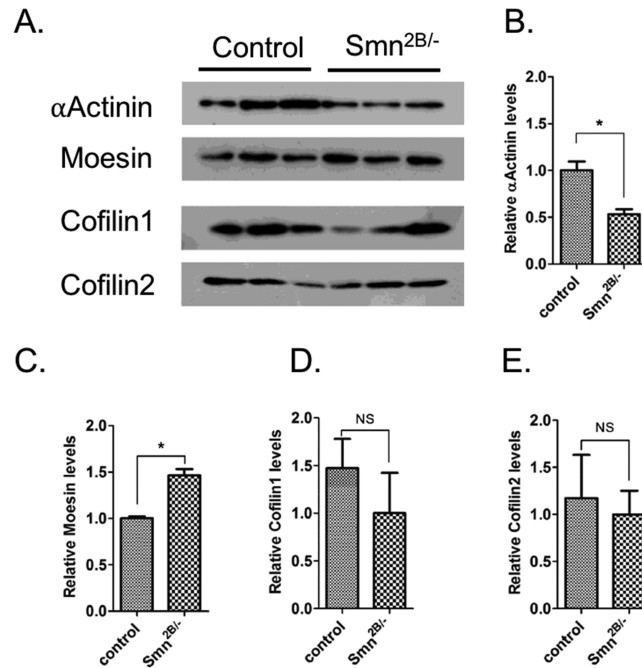 A.
Control
Smn2B/-
αActinin
Moesin
Cofilin1
Cofilin2
B.
Relative αActinin levels
2.0
1.5
1.0
0.5
0.0
*
control
Smn2B/-
C.
Relative Moesin levels
2.0
1.5
1.0
0.5
0.0
*
control
Smn2B/-
D.
Relative Cofilin1 levels
2.0
1.5
1.0
0.5
0.0
NS
control
Smn2B/-
E.
Relative Cofilin2 levels
2.0
1.5
1.0
0.5
0.0
NS
control
Smn2B/-